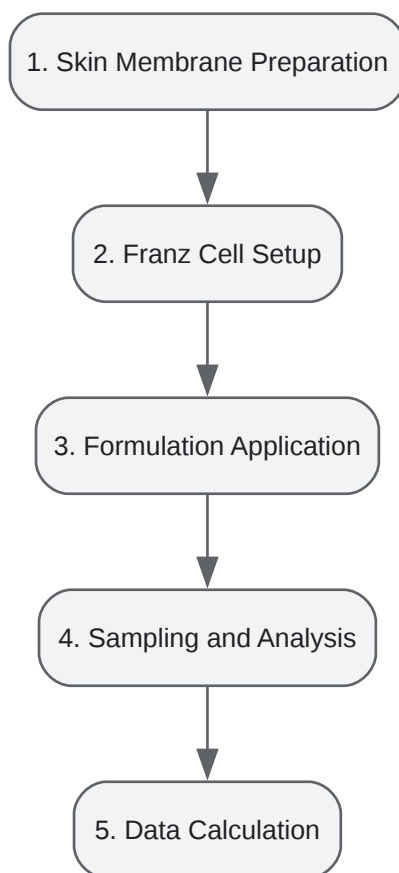 1. Skin Membrane Preparation
2. Franz Cell Setup
3. Formulation Application
4. Sampling and Analysis
5. Data Calculation